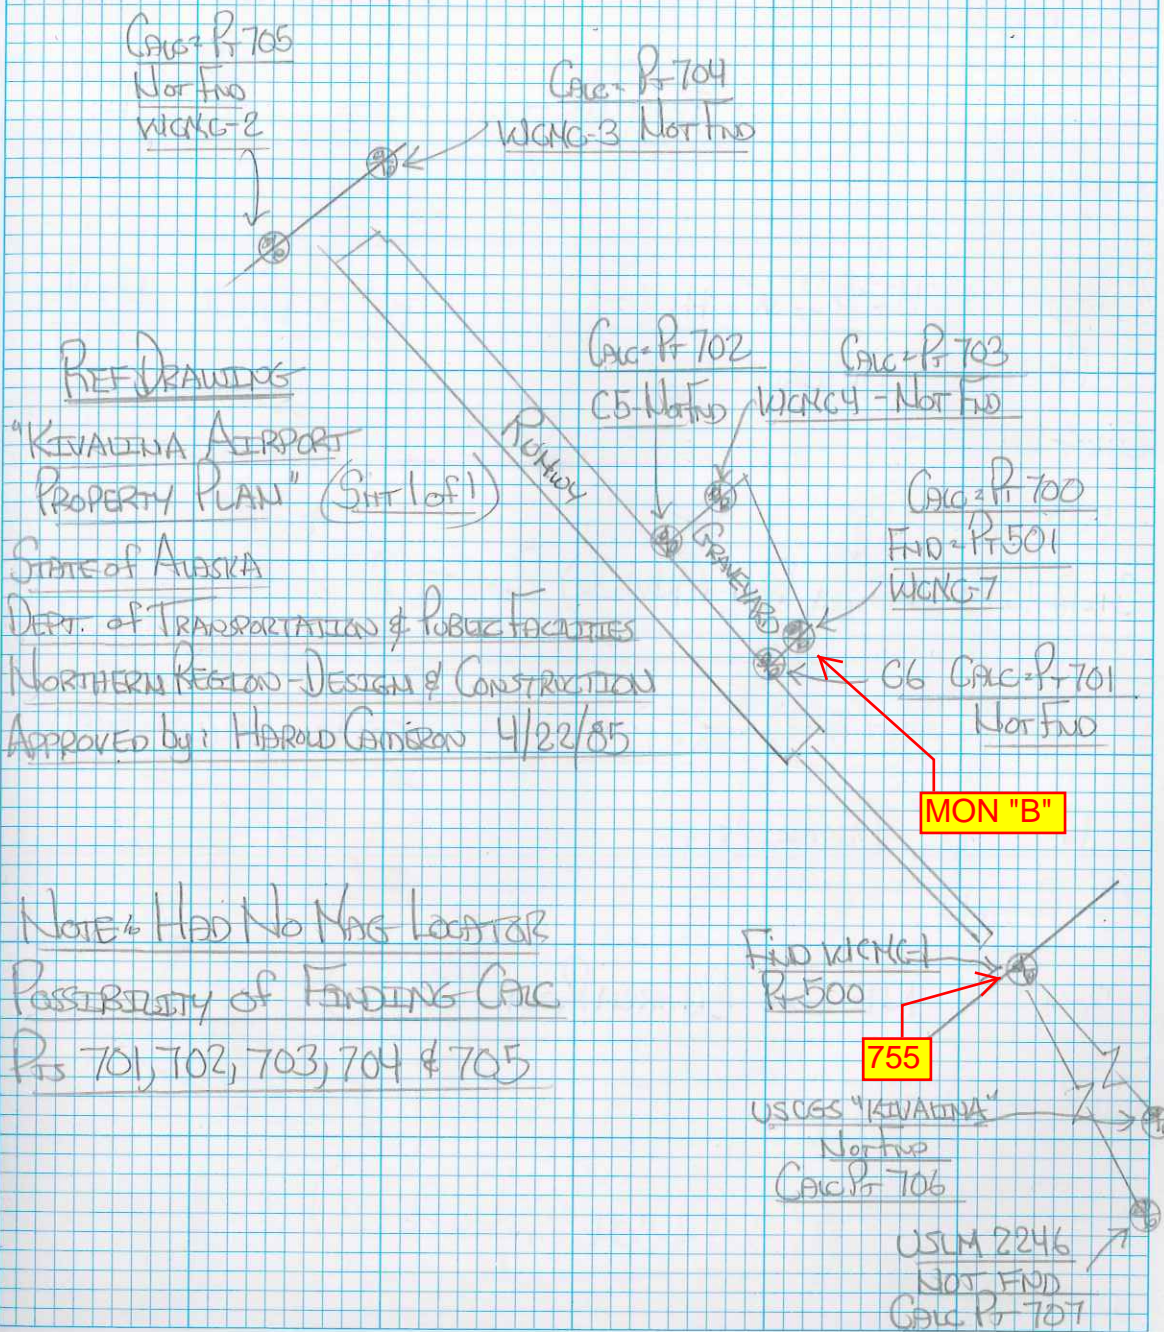 CALC=PT 705
NOT FND
WCMC-2
CALC=PT 704
WCMC-3 NOT FND
CALC=PT 702
C5-NOT FND
CALC=PT 703
WCMC4-NOT FND
REF DRAWING
"KIVALINA AIRPORT
PROPERTY PLAN" (SHT 1 of 1)
STATE of ALASKA
DEPT. of TRANSPORTATION & PUBLIC FACILITIES
NORTHERN REGION-DESIGN & CONSTRUCTION
APPROVED by: HAROLD CAMERON 4/22/85
RUNWAY
GRAVEYARD
CALC=PT 700
FND=PT 501
WCMC-7
C6 CALC=PT 701
NOT FND
MON "B"
NOTE: HAD NO MAG LOCATOR
POSSIBILITY of FINDING CALC
PTS 701, 702, 703, 704 & 705
FND WCMC-1
PT-500
755
USCGS "KIVALINA"
NOT FND
CALC PT 706
USLM 2246
NOT FND
CALC PT 707